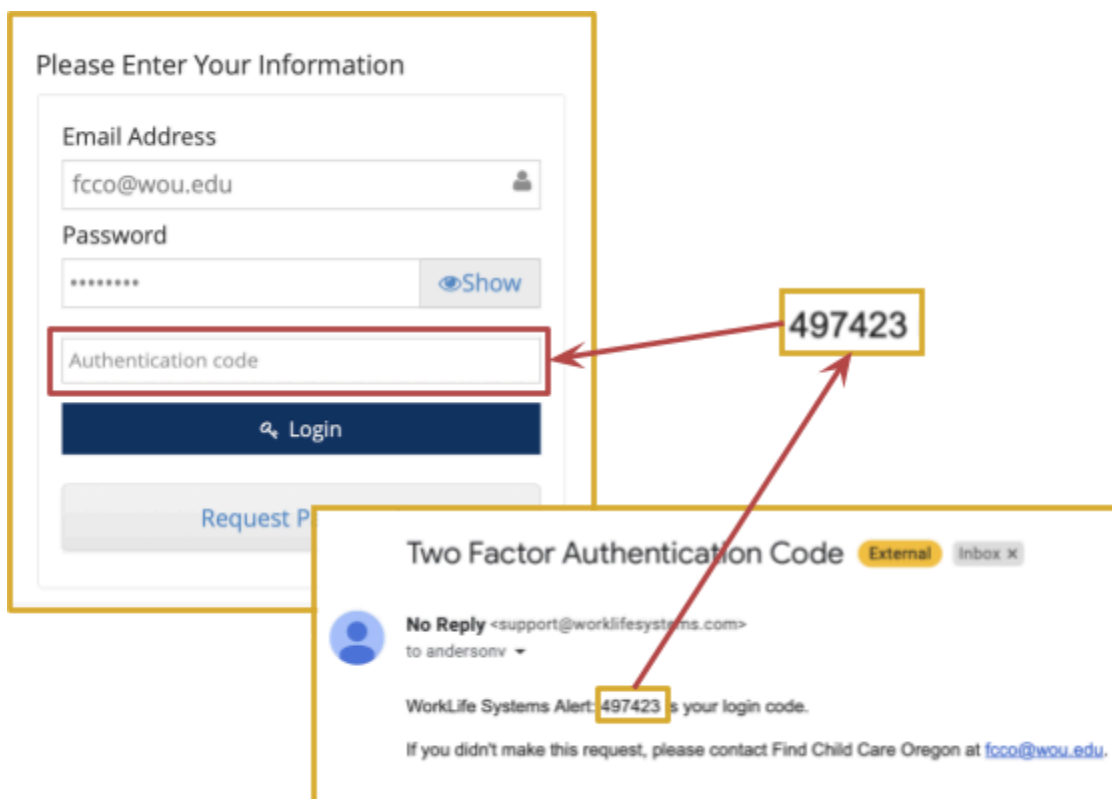 Please Enter Your Information
Email Address
fcco@wou.edu
Password
••••••••
Show
Authentication code
Login
Request P
497423
Two Factor Authentication Code External Inbox ×
No Reply <support@worklifesystems.com>
to andersonv
WorkLife Systems Alert: 497423 is your login code.
If you didn't make this request, please contact Find Child Care Oregon at fcco@wou.edu.